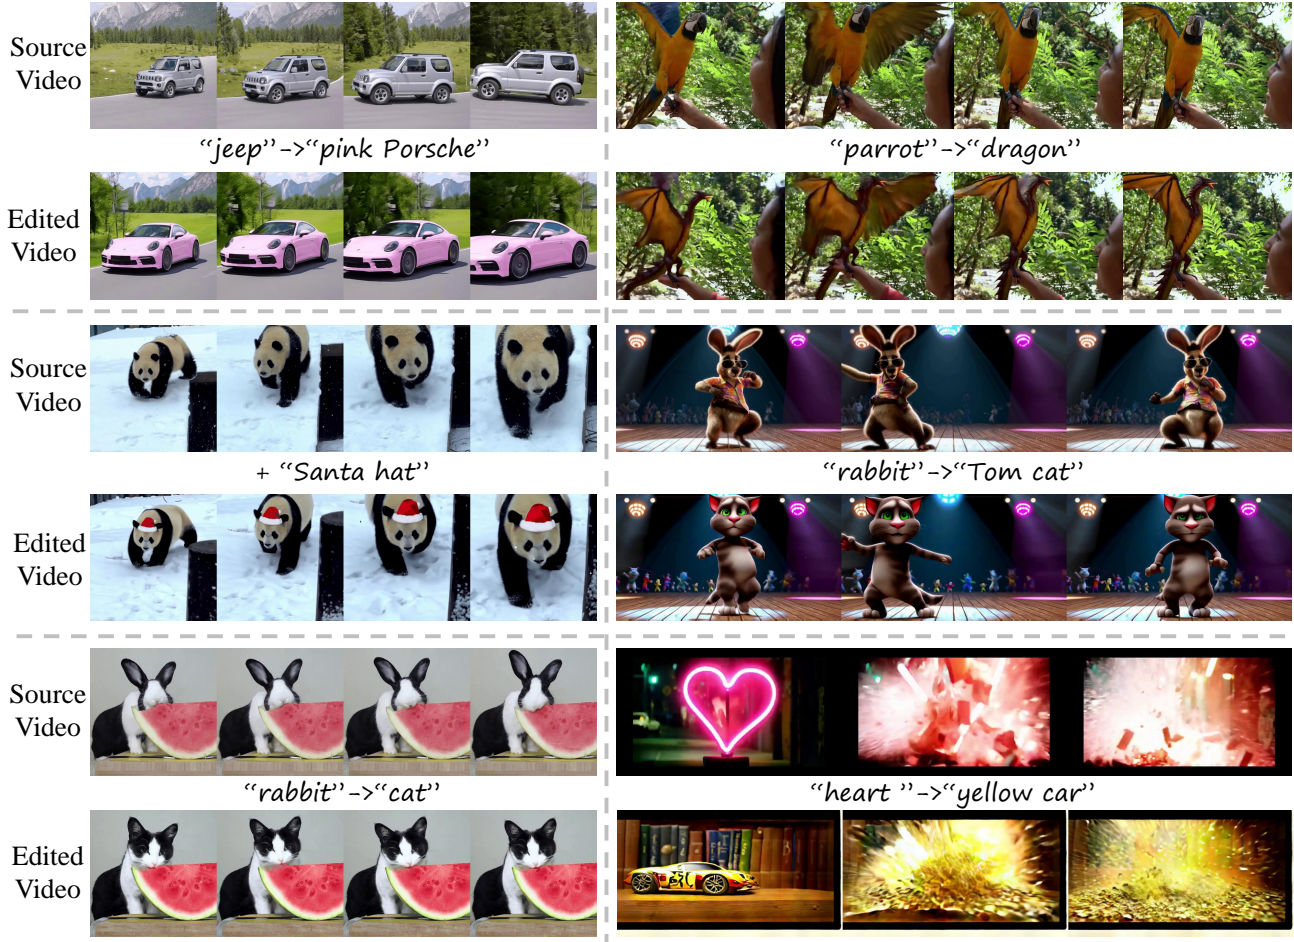 Source
Video
“jeep”->“pink Porsche”
Edited
Video
“parrot”->“dragon”
Source
Video
+ “Santa hat”
Edited
Video
“rabbit”->“Tom cat”
Source
Video
“rabbit”->“cat”
Edited
Video
“heart ”->“yellow car”